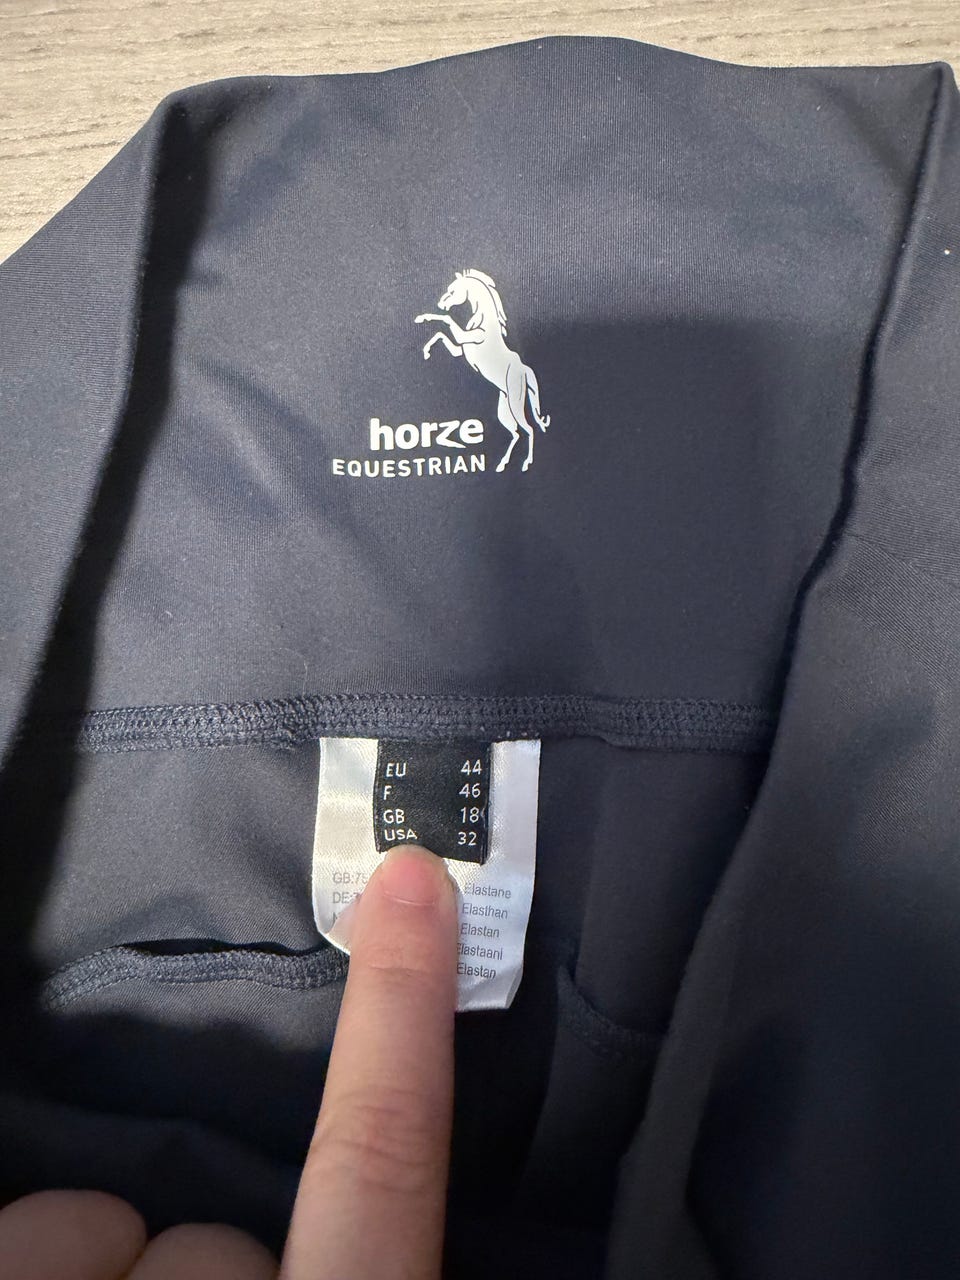 horze
EQUESTRIAN
EU 44
F 46
GB 18
USA 32
Elastane
Elasthan
Elastan
Elastaani
Elastan